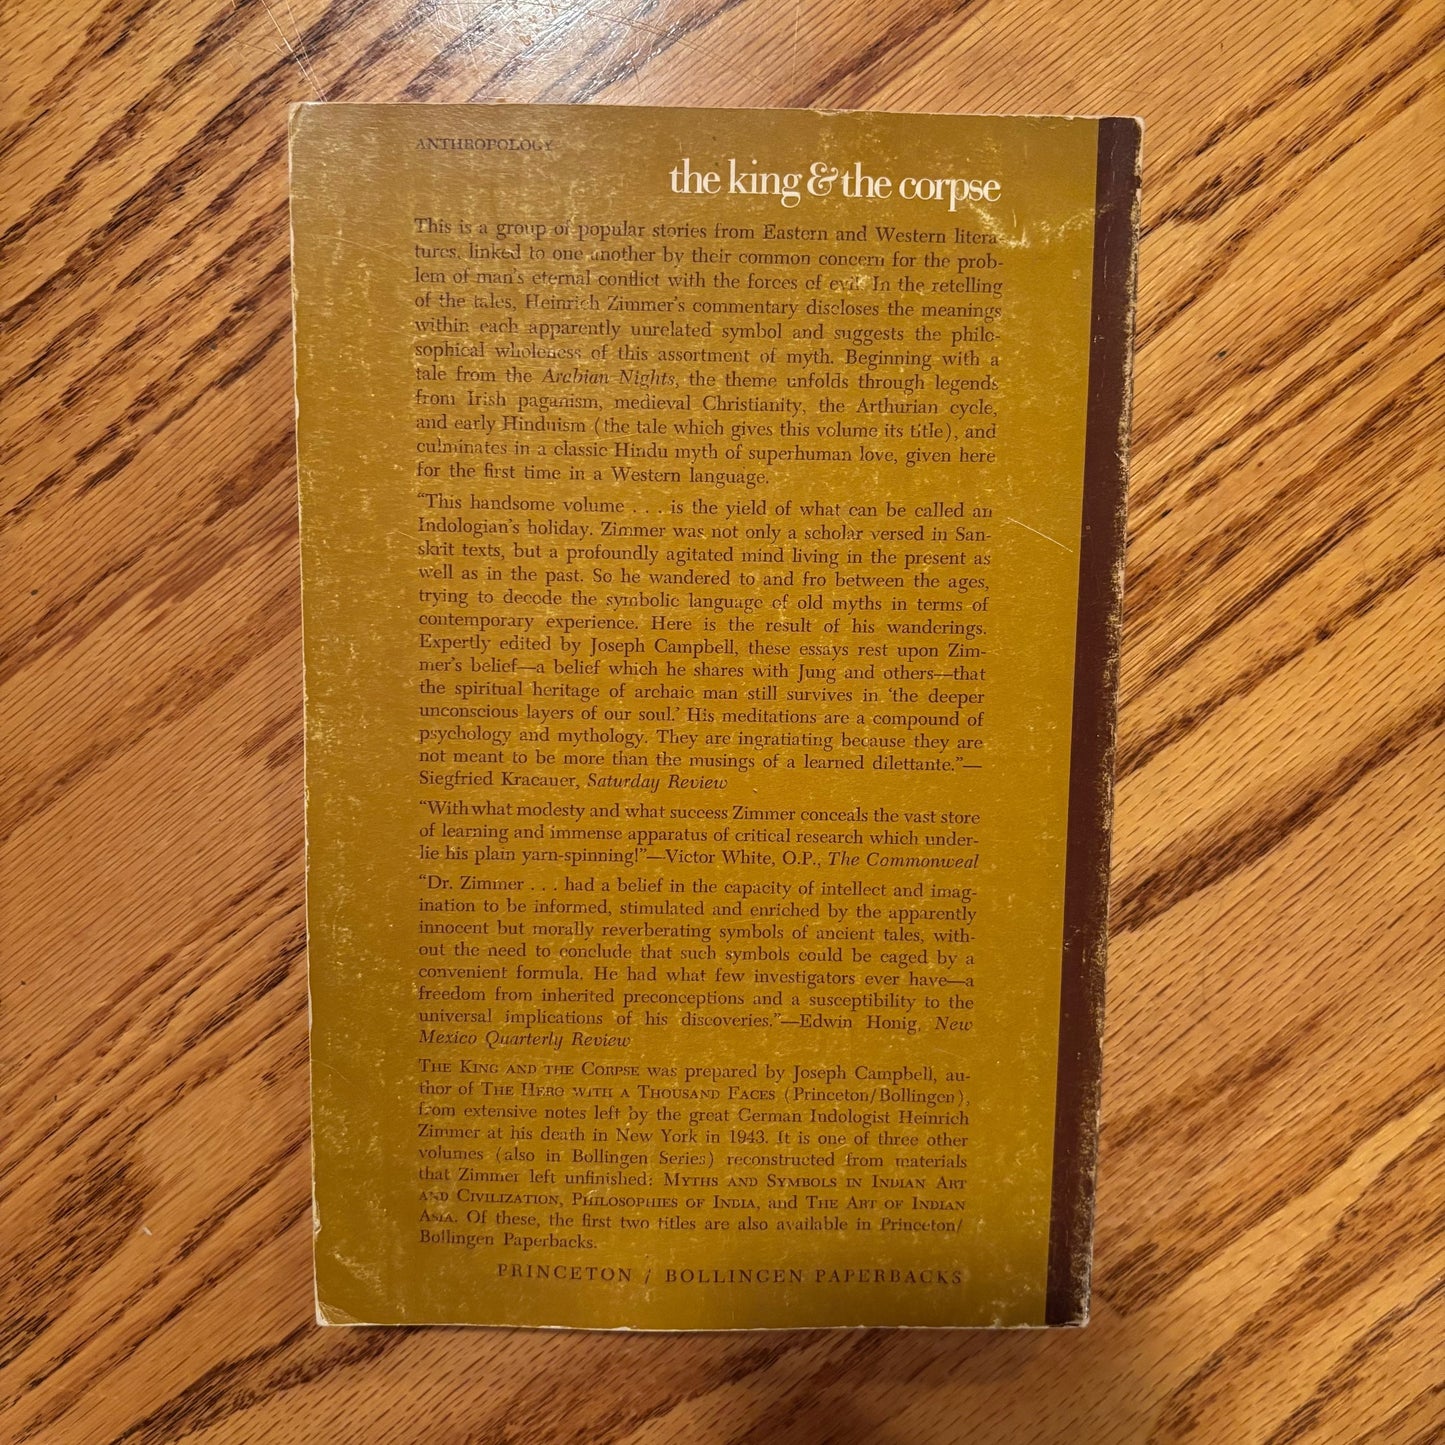 ANTHROPOLOGY
the king & the corpse
This is a group of popular stories from Eastern and Western litera-
tures, linked to one another by their common concern for the prob-
lem of man's eternal conflict with the forces of evil. In the retelling
of the tales, Heinrich Zimmer's commentary discloses the meanings
within each apparently unrelated symbol and suggests the philo-
sophical wholeness of this assortment of myth. Beginning with a
tale from the Arabian Nights, the theme unfolds through legends
from Irish paganism, medieval Christianity, the Arthurian cycle,
and early Hinduism (the tale which gives this volume its title), and
culminates in a classic Hindu myth of superhuman love, given here
for the first time in a Western language.
“This handsome volume . . . is the yield of what can be called an
Indologian's holiday. Zimmer was not only a scholar versed in San-
skrit texts, but a profoundly agitated mind living in the present as
well as in the past. So he wandered to and fro between the ages,
trying to decode the symbolic language of old myths in terms of
contemporary experience. Here is the result of his wanderings.
Expertly edited by Joseph Campbell, these essays rest upon Zim-
mer's belief—a belief which he shares with Jung and others—that
the spiritual heritage of archaic man still survives in ‘the deeper
unconscious layers of our soul.’ His meditations are a compound of
psychology and mythology. They are ingratiating because they are
not meant to be more than the musings of a learned dilettante.”—
Siegfried Kracauer, Saturday Review
“With what modesty and what success Zimmer conceals the vast store
of learning and immense apparatus of critical research which under-
lie his plain yarn-spinning!”—Victor White, O.P., The Commonweal
“Dr. Zimmer . . . had a belief in the capacity of intellect and imag-
ination to be informed, stimulated and enriched by the apparently
innocent but morally reverberating symbols of ancient tales, with-
out the need to conclude that such symbols could be caged by a
convenient formula. He had what few investigators ever have—a
freedom from inherited preconceptions and a susceptibility to the
universal implications of his discoveries.”—Edwin Honig, New
Mexico Quarterly Review
THE KING AND THE CORPSE was prepared by Joseph Campbell, au-
thor of THE HERO WITH A THOUSAND FACES (Princeton/Bollingen),
from extensive notes left by the great German Indologist Heinrich
Zimmer at his death in New York in 1943. It is one of three other
volumes (also in Bollingen Series) reconstructed from materials
that Zimmer left unfinished: MYTHS AND SYMBOLS IN INDIAN ART
AND CIVILIZATION, PHILOSOPHIES OF INDIA, and THE ART OF INDIAN
ASIA. Of these, the first two titles are also available in Princeton/
Bollingen Paperbacks.
PRINCETON / BOLLINGEN PAPERBACKS